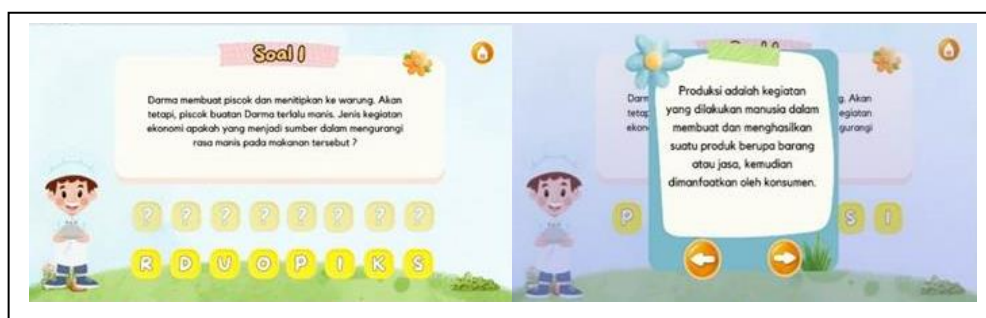 Soal 1
Darma membuat piscok dan menitipkan ke warung. Akan
tetapi, piscok buatan Darma terlalu manis. Jenis kegiatan
ekonomi apakah yang menjadi sumber dalam mengurangi
rasa manis pada makanan tersebut ?
? ? ? ? ? ? ? ?
R D U O P I K S
Produksi adalah kegiatan
yang dilakukan manusia dalam
membuat dan menghasilkan
suatu produk berupa barang
atau jasa, kemudian
dimanfaatkan oleh konsumen.
P S I